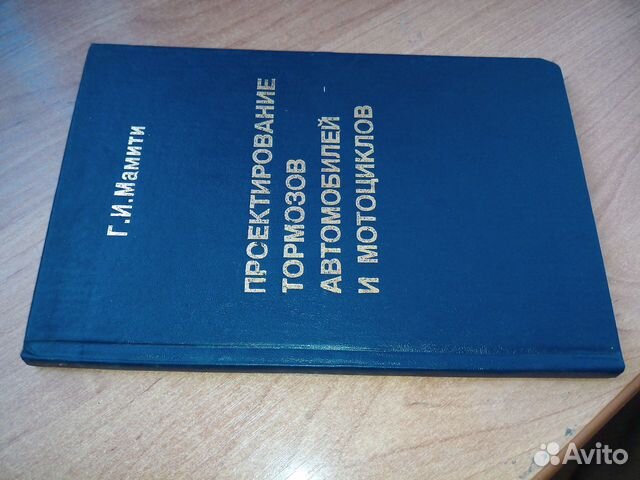 Г.И.Мамити
ПРОЕКТИРОВАНИЕ
ТОРМОЗОВ
АВТОМОБИЛЕЙ
И МОТОЦИКЛОВ
Avito